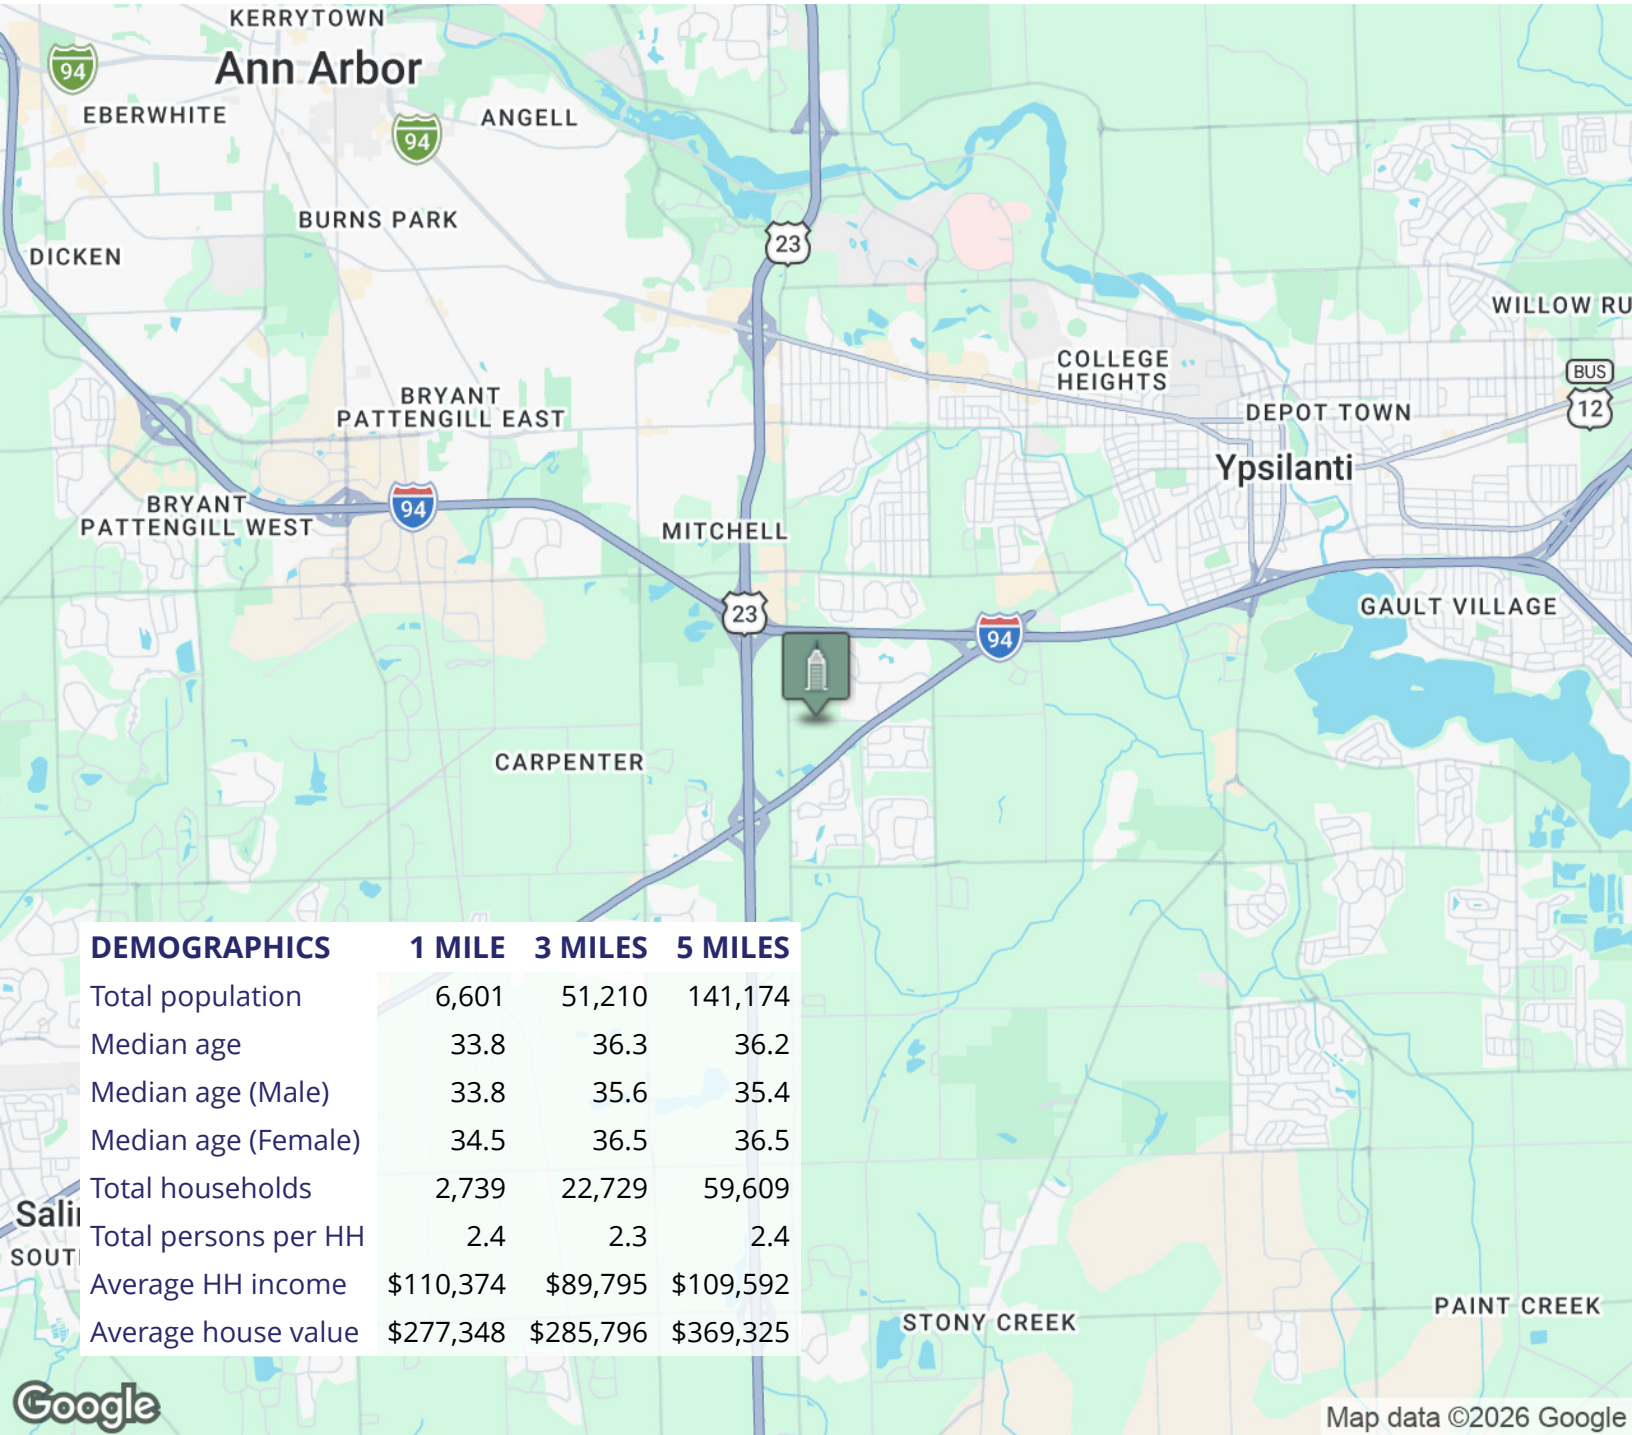 KERRYTOWN
Ann Arbor
94
EBERWHITE
ANGELL
94
BURNS PARK
DICKEN
23
WILLOW RU
COLLEGE
HEIGHTS
BUS
12
BRYANT
PATTENGILL EAST
DEPOT TOWN
Ypsilanti
BRYANT
PATTENGILL WEST
94
MITCHELL
23
94
GAULT VILLAGE
CARPENTER
DEMOGRAPHICS 1 MILE 3 MILES 5 MILES
Total population 6,601 51,210 141,174
Median age 33.8 36.3 36.2
Median age (Male) 33.8 35.6 35.4
Median age (Female) 34.5 36.5 36.5
Total households 2,739 22,729 59,609
Total persons per HH 2.4 2.3 2.4
Average HH income $110,374 $89,795 $109,592
Average house value $277,348 $285,796 $369,325
Sali
SOUT
STONY CREEK
PAINT CREEK
Google
Map data ©2026 Google